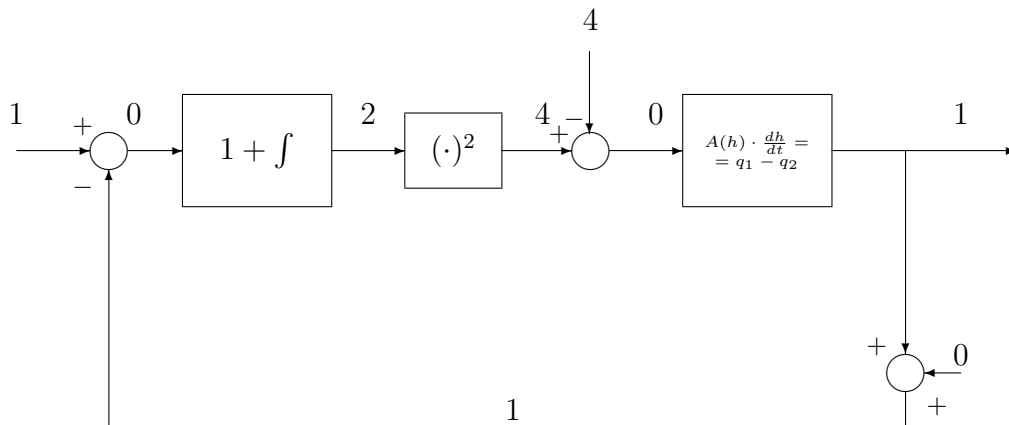 4
1 + 0 1 + ∫ 2 (·)² 4 + − 0 A(h) · dh/dt = 1
= q₁ − q₂
−
+ 0
1 +